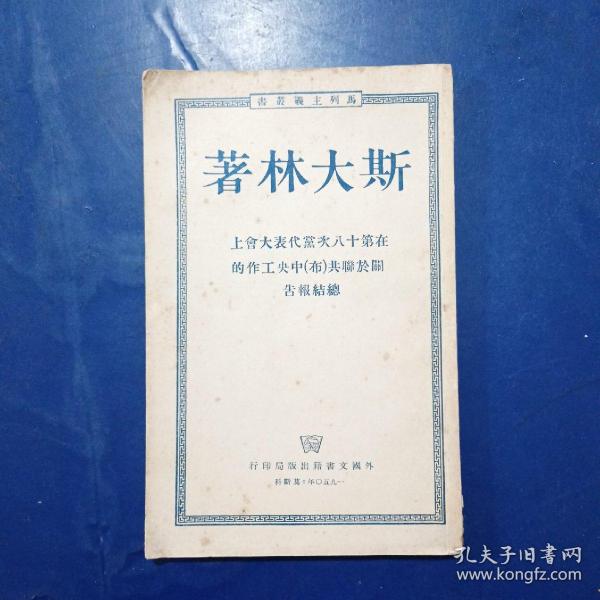 馬列主義叢書
斯大林著
在第十八次黨代表大會上
關於聯共(布)中央工作的
總結報告
外國文書籍出版局印行
一九五〇年:莫斯科
孔夫子旧书网
www.kongfz.com